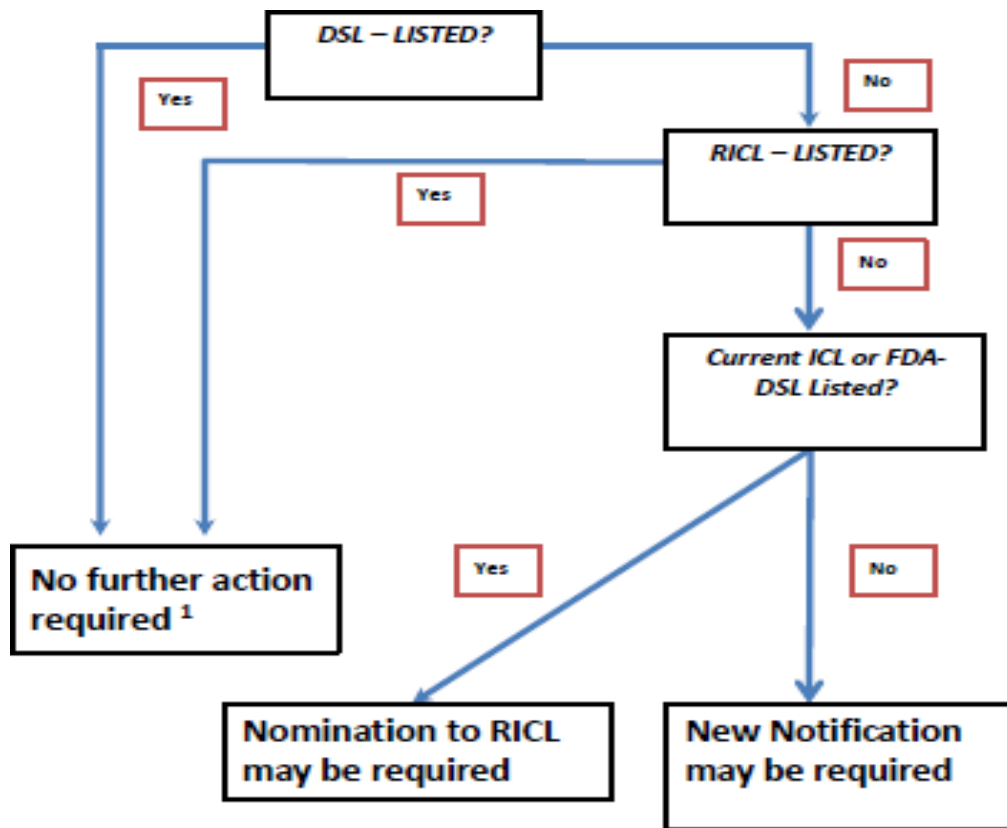 DSL – LISTED?
Yes
No
RICL – LISTED?
Yes
No
Current ICL or FDA-
DSL Listed?
Yes
No
No further action
required 1
Nomination to RICL
may be required
New Notification
may be required